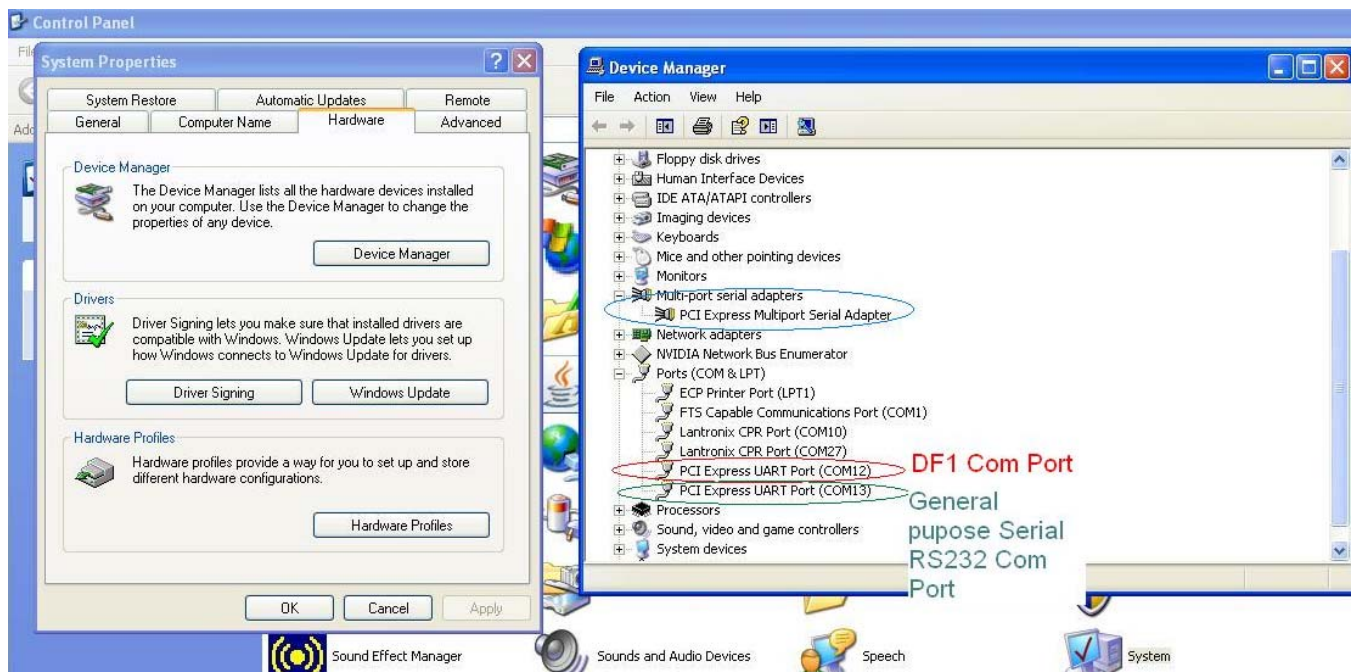 Control Panel
System Properties
System Restore
Automatic Updates
Remote
General
Computer Name
Hardware
Advanced
Device Manager
The Device Manager lists all the hardware devices installed
on your computer. Use the Device Manager to change the
properties of any device.
Device Manager
Drivers
Driver Signing lets you make sure that installed drivers are
compatible with Windows. Windows Update lets you set up
how Windows connects to Windows Update for drivers.
Driver Signing
Windows Update
Hardware Profiles
Hardware profiles provide a way for you to set up and store
different hardware configurations.
Hardware Profiles
OK
Cancel
Apply
Device Manager
File Action View Help
Floppy disk drives
Human Interface Devices
IDE ATA/ATAPI controllers
Imaging devices
Keyboards
Mice and other pointing devices
Monitors
Multi-port serial adapters
PCI Express Multiport Serial Adapter
Network adapters
NVIDIA Network Bus Enumerator
Ports (COM & LPT)
ECP Printer Port (LPT1)
FTS Capable Communications Port (COM1)
Lantronix CPR Port (COM10)
Lantronix CPR Port (COM27)
PCI Express UART Port (COM12)
PCI Express UART Port (COM13)
Processors
Sound, video and game controllers
System devices
DF1 Com Port
General
pupose Serial
RS232 Com
Port
Sound Effect Manager
Sounds and Audio Devices
Speech
System